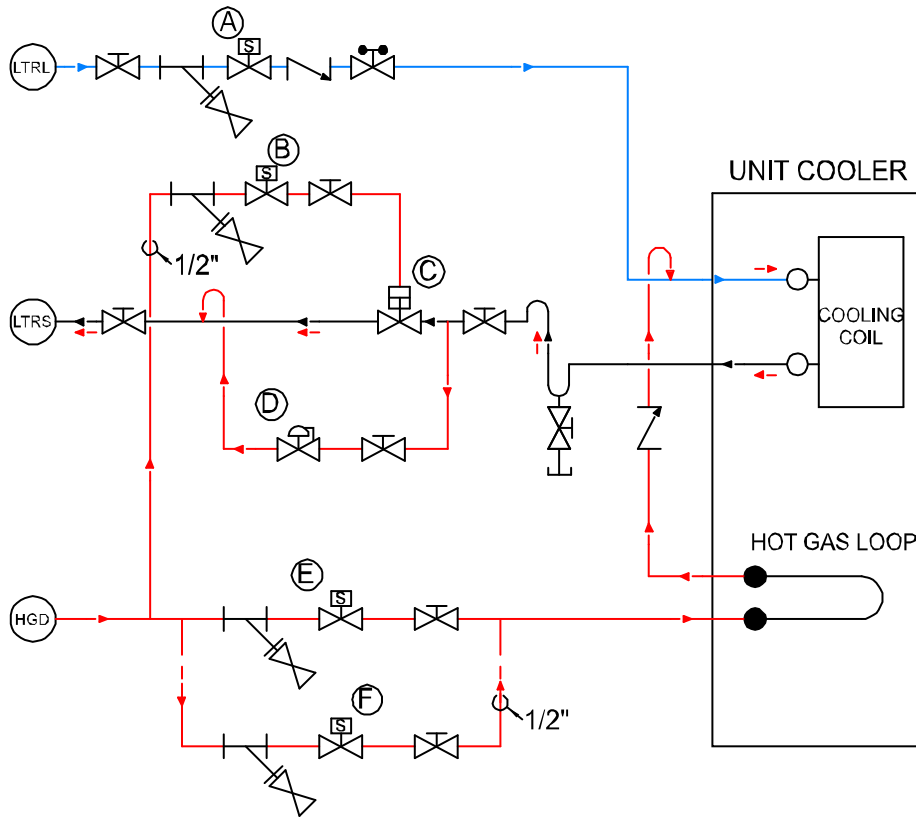 A
S
LTRL
B
S
UNIT COOLER
1/2"
C
LTRS
COOLING
COIL
D
HOT GAS LOOP
E
S
HGD
F
S
1/2"